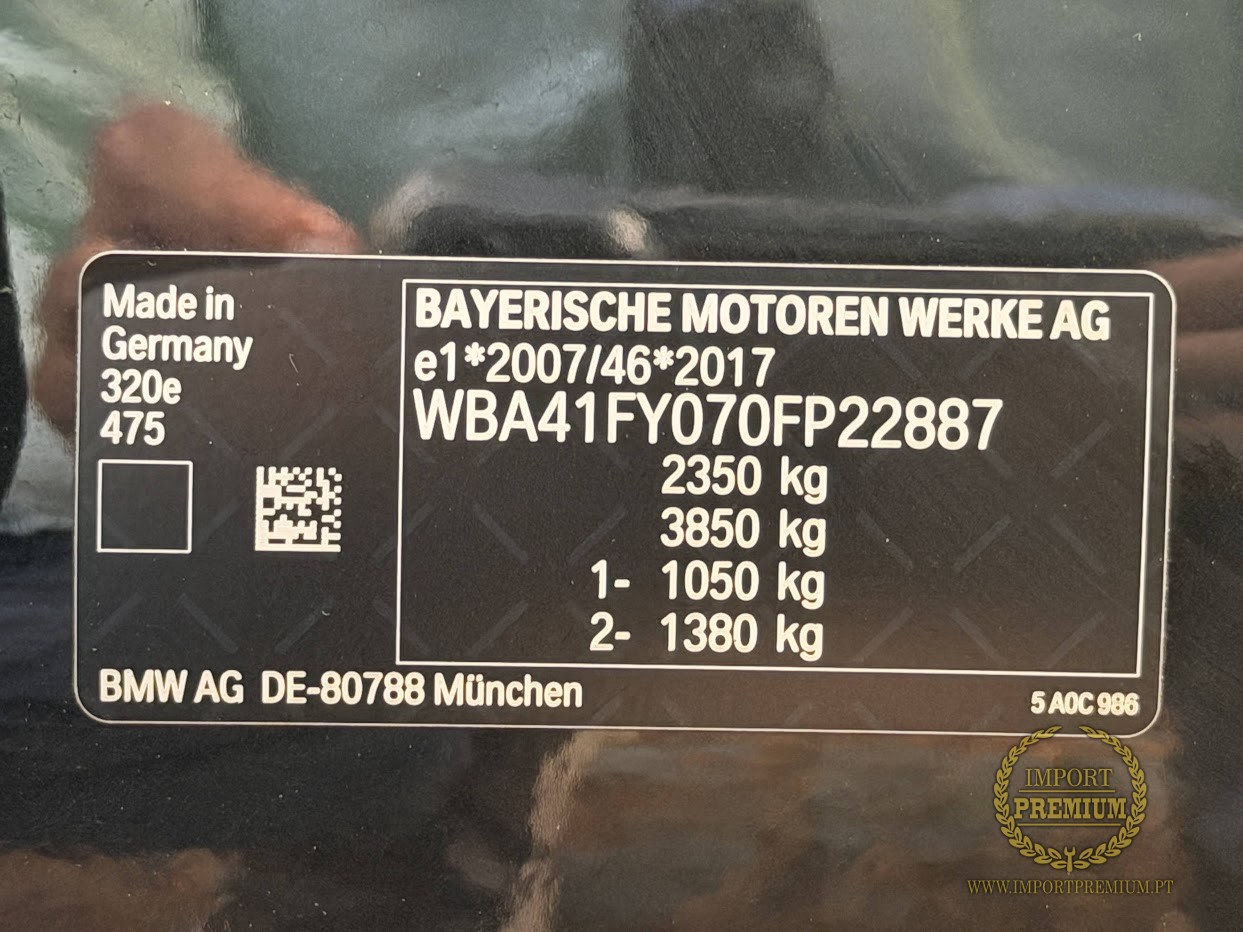 Made in
Germany
320e
475
BAYERISCHE MOTOREN WERKE AG
e1*2007/46*2017
WBA41FY070FP22887
2350 kg
3850 kg
1- 1050 kg
2- 1380 kg
BMW AG DE-80788 München
5 A0C 986
IMPORT
PREMIUM
WWW.IMPORTPREMIUM.PT